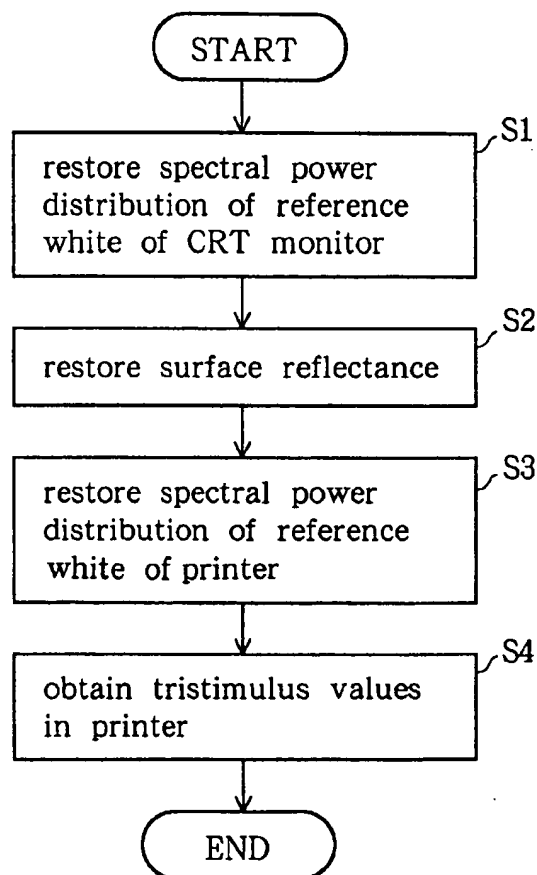 START
S1
restore spectral power
distribution of reference
white of CRT monitor
S2
restore surface reflectance
S3
restore spectral power
distribution of reference
white of printer
S4
obtain tristimulus values
in printer
END